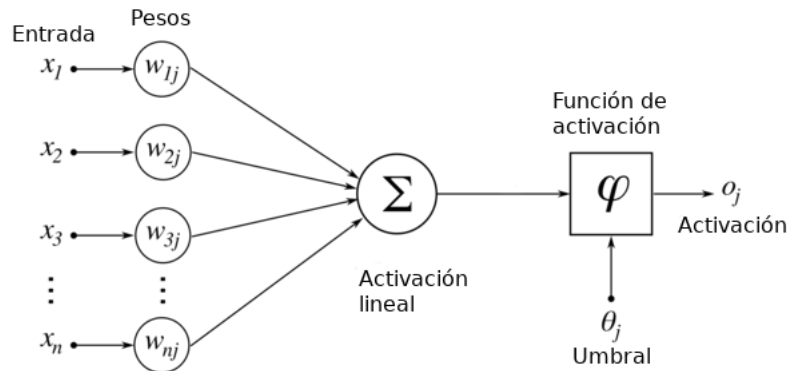 Pesos
Entrada
x₁ w₁ⱼ
x₂ w₂ⱼ
x₃ w₃ⱼ
⋮ ⋮
xₙ wₙⱼ
Σ
Activación
lineal
Función de
activación
φ
oⱼ
Activación
θⱼ
Umbral